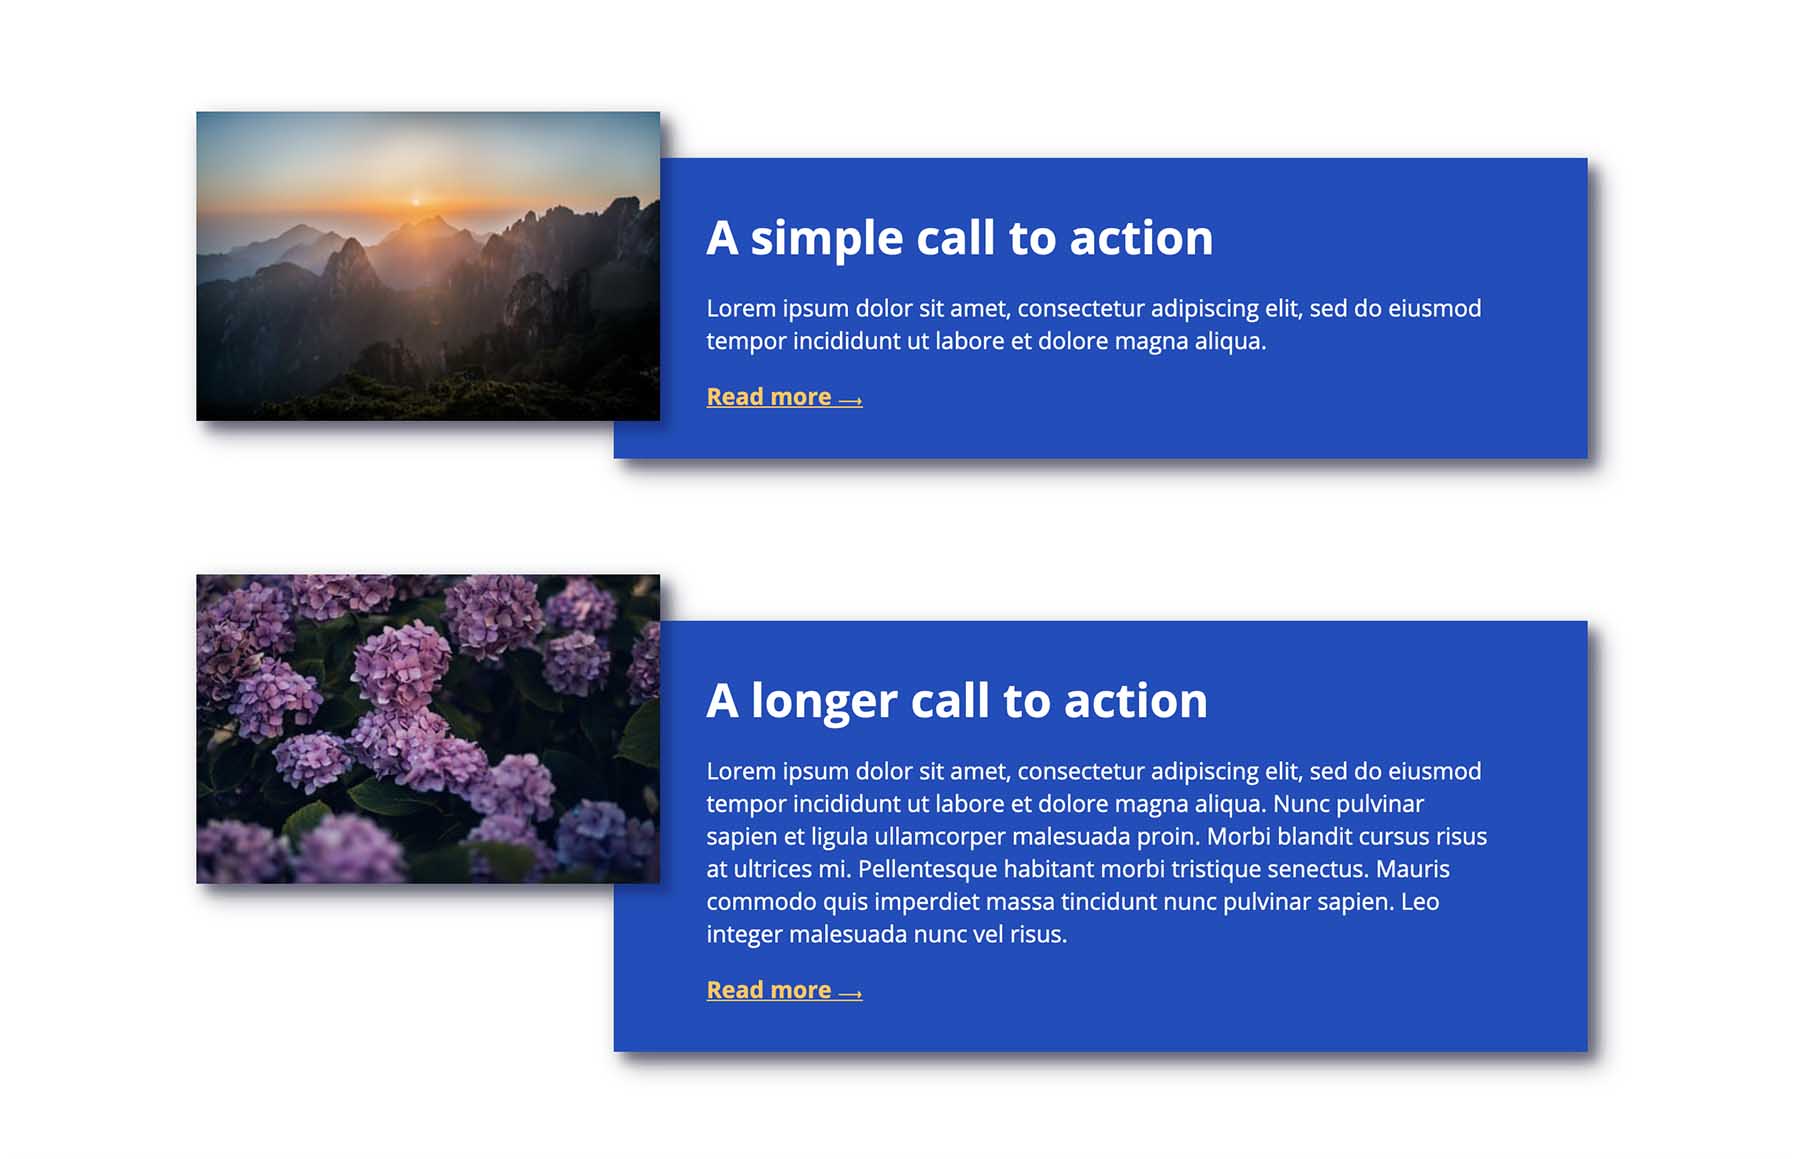 A simple call to action
Lorem ipsum dolor sit amet, consectetur adipiscing elit, sed do eiusmod
tempor incididunt ut labore et dolore magna aliqua.
Read more ⟶
A longer call to action
Lorem ipsum dolor sit amet, consectetur adipiscing elit, sed do eiusmod
tempor incididunt ut labore et dolore magna aliqua. Nunc pulvinar
sapien et ligula ullamcorper malesuada proin. Morbi blandit cursus risus
at ultrices mi. Pellentesque habitant morbi tristique senectus. Mauris
commodo quis imperdiet massa tincidunt nunc pulvinar sapien. Leo
integer malesuada nunc vel risus.
Read more ⟶